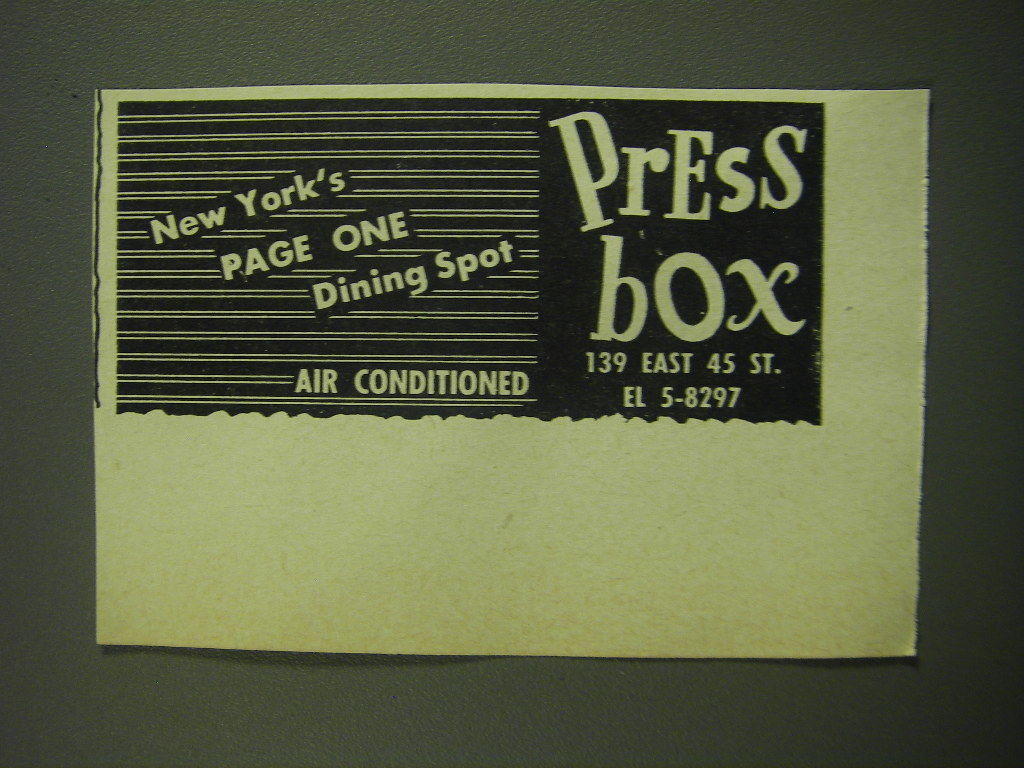 New York's
PAGE ONE
Dining Spot
AIR CONDITIONED
PrEss
box
139 EAST 45 ST.
EL 5-8297